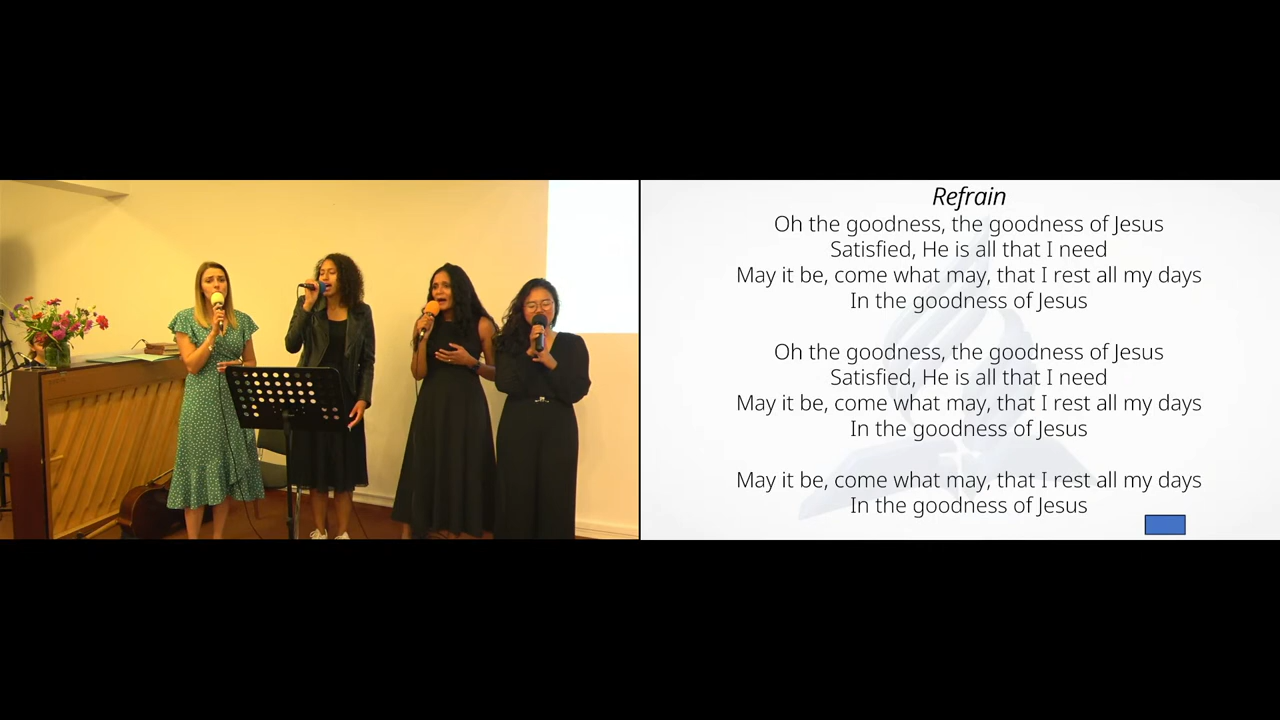 Refrain
Oh the goodness, the goodness of Jesus
Satisfied, He is all that I need
May it be, come what may, that I rest all my days
In the goodness of Jesus
Oh the goodness, the goodness of Jesus
Satisfied, He is all that I need
May it be, come what may, that I rest all my days
In the goodness of Jesus
May it be, come what may, that I rest all my days
In the goodness of Jesus